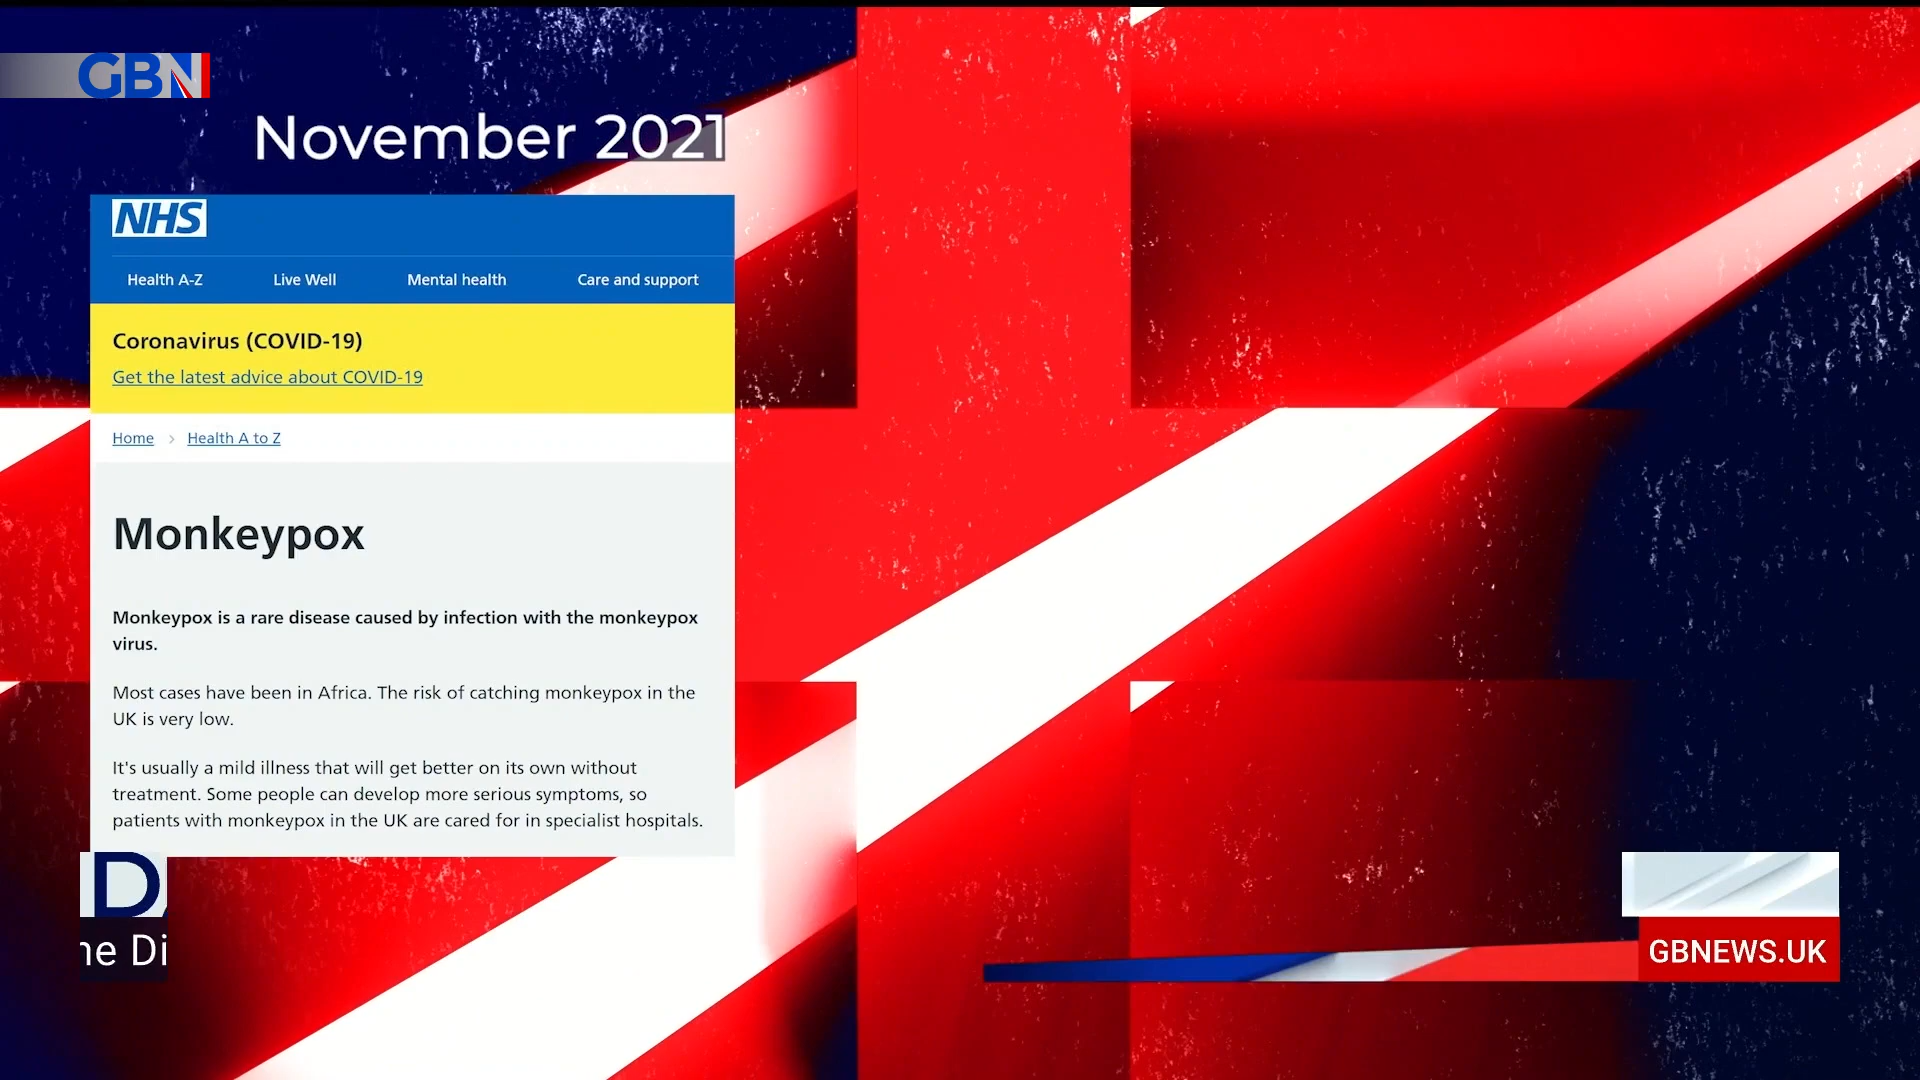 GBN
November 2021
NHS
Health A-Z Live Well Mental health Care and support
Coronavirus (COVID-19)
Get the latest advice about COVID-19
Home > Health A to Z
Monkeypox
Monkeypox is a rare disease caused by infection with the monkeypox
virus.
Most cases have been in Africa. The risk of catching monkeypox in the
UK is very low.
It's usually a mild illness that will get better on its own without
treatment. Some people can develop more serious symptoms, so
patients with monkeypox in the UK are cared for in specialist hospitals.
GBNEWS.UK